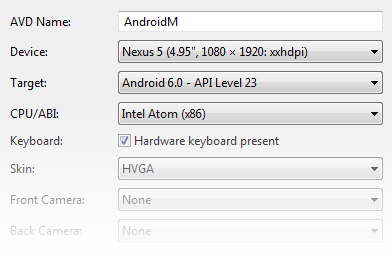 AVD Name: AndroidM
Device: Nexus 5 (4.95", 1080 × 1920: xxhdpi)
Target: Android 6.0 - API Level 23
CPU/ABI: Intel Atom (x86)
Keyboard: Hardware keyboard present
Skin: HVGA
Front Camera: None
Back Camera: None